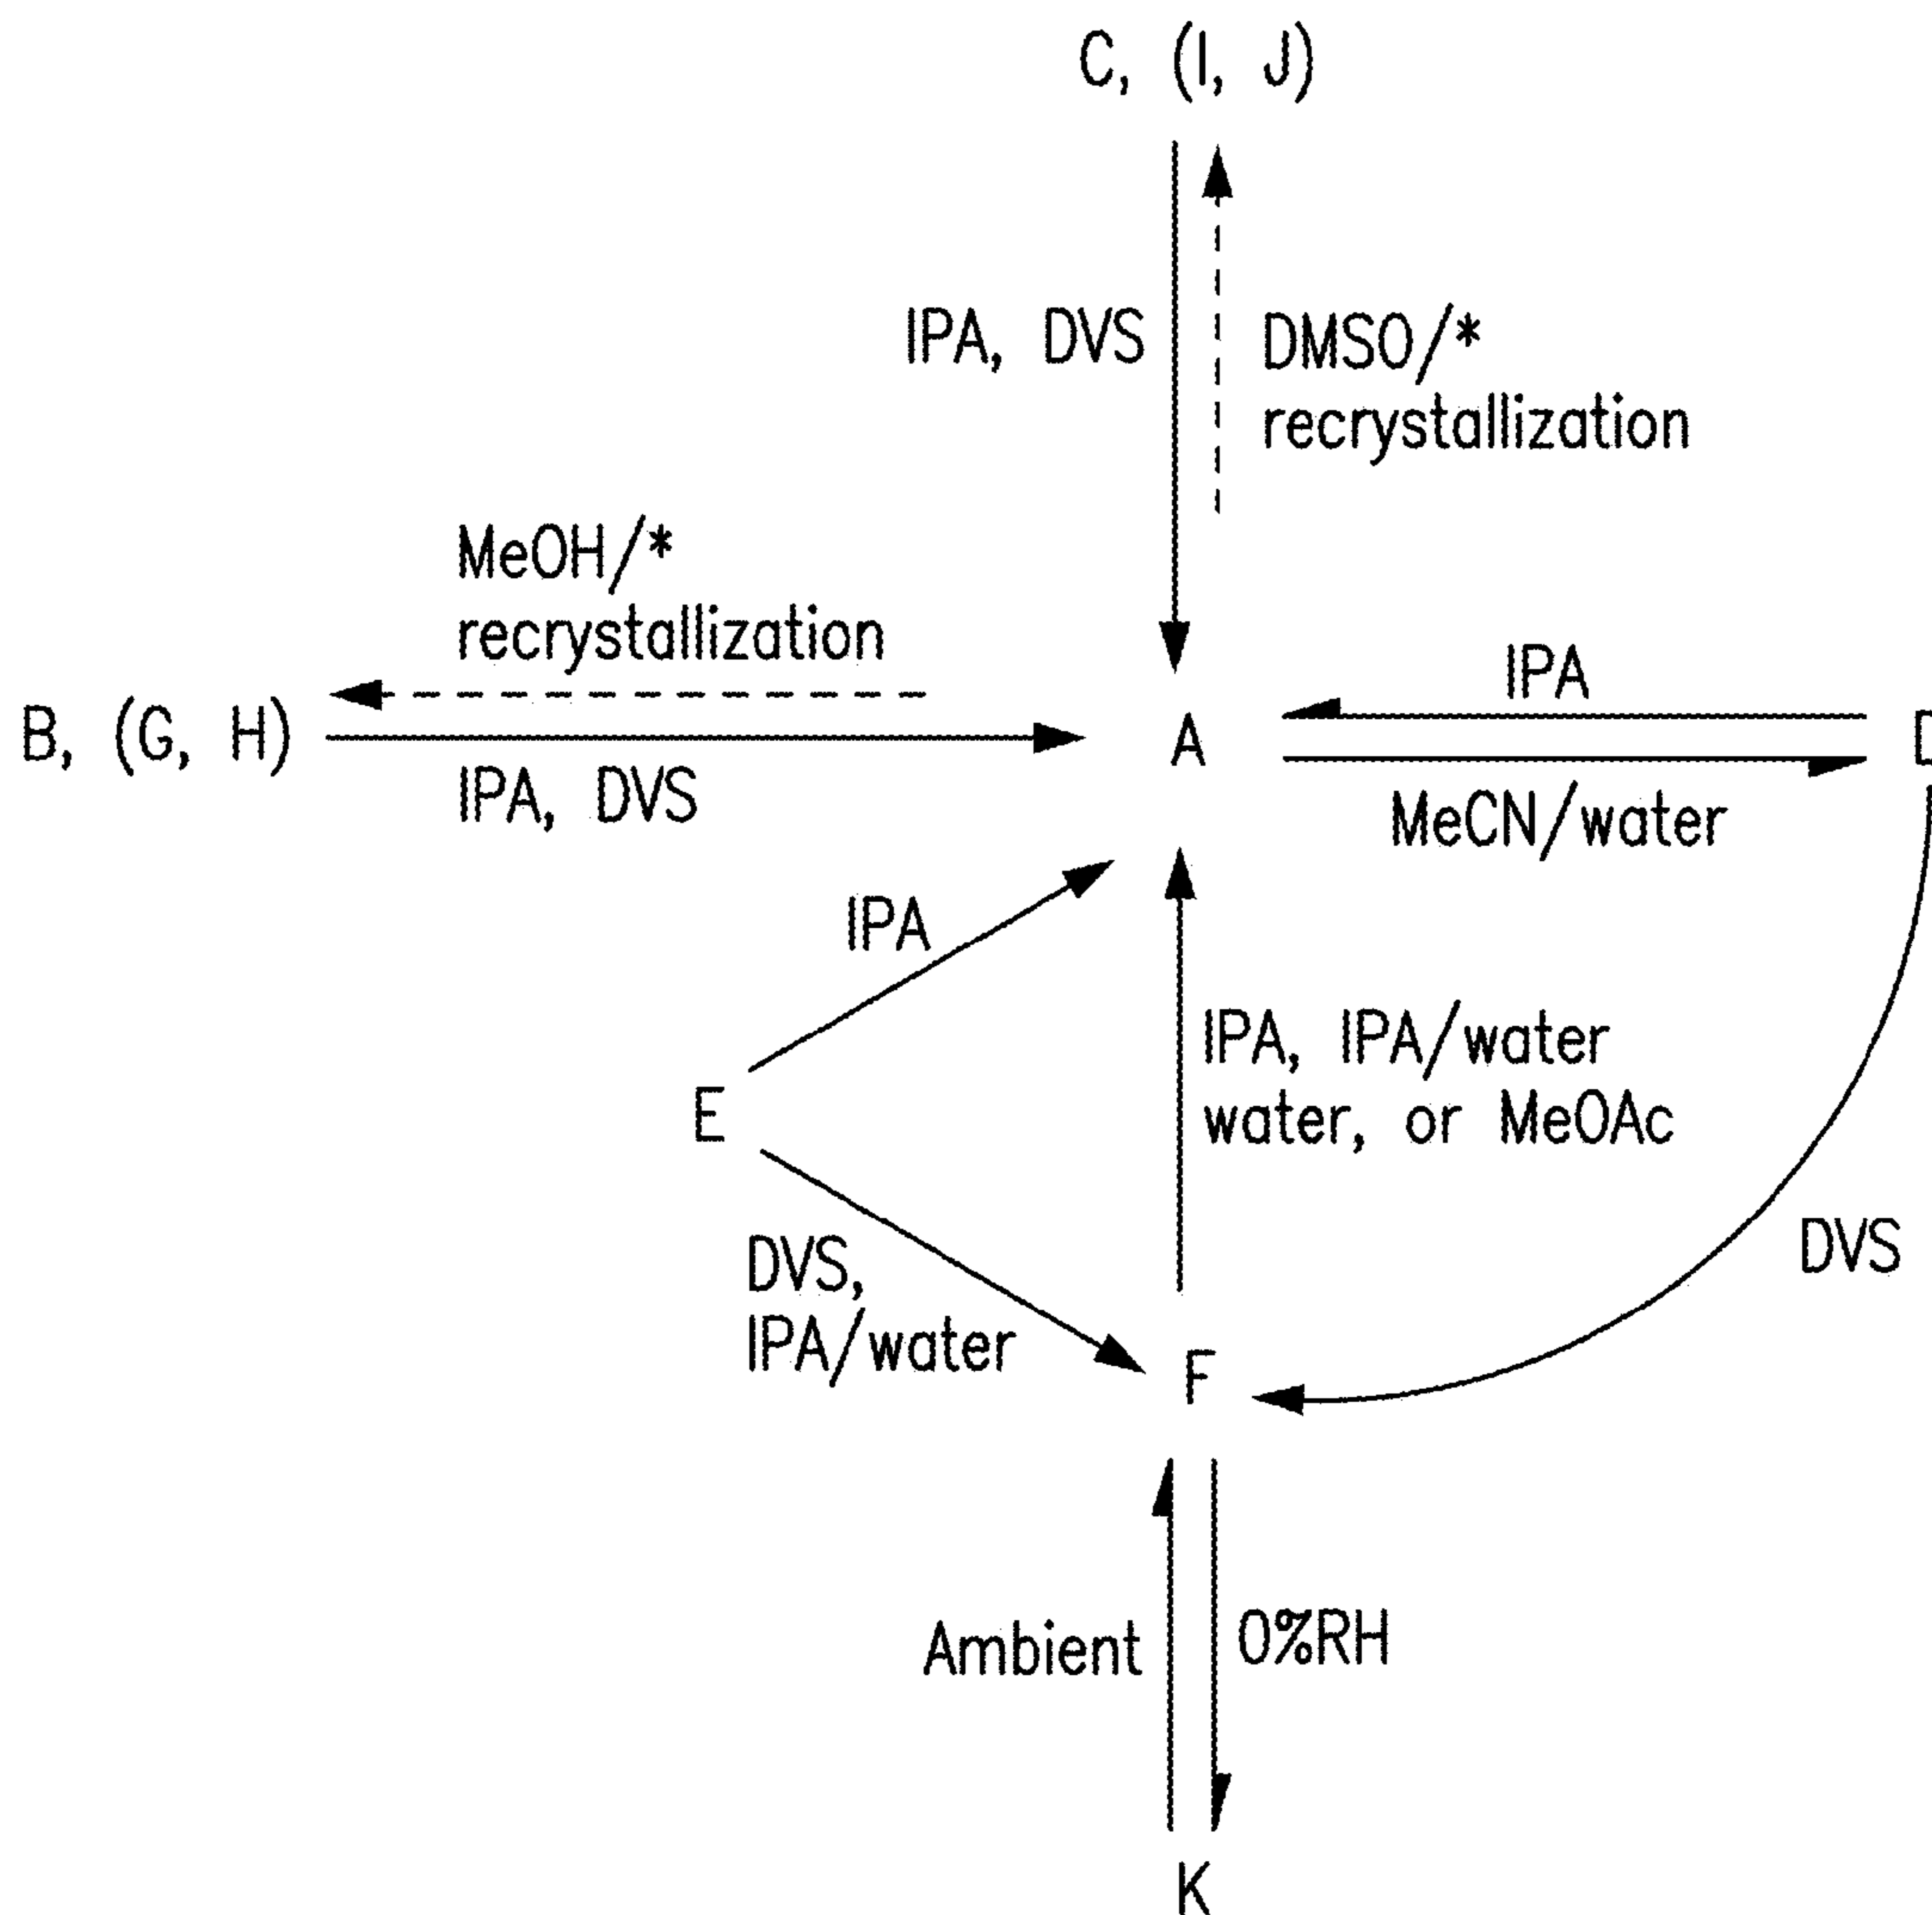 C, (I, J)
IPA, DVS
DMSO/*
recrystallization
MeOH/*
recrystallization
IPA
B, (G, H)
A
D
IPA, DVS
MeCN/water
IPA
IPA, IPA/water
water, or MeOAc
E
DVS
DVS,
IPA/water
F
Ambient
0%RH
K